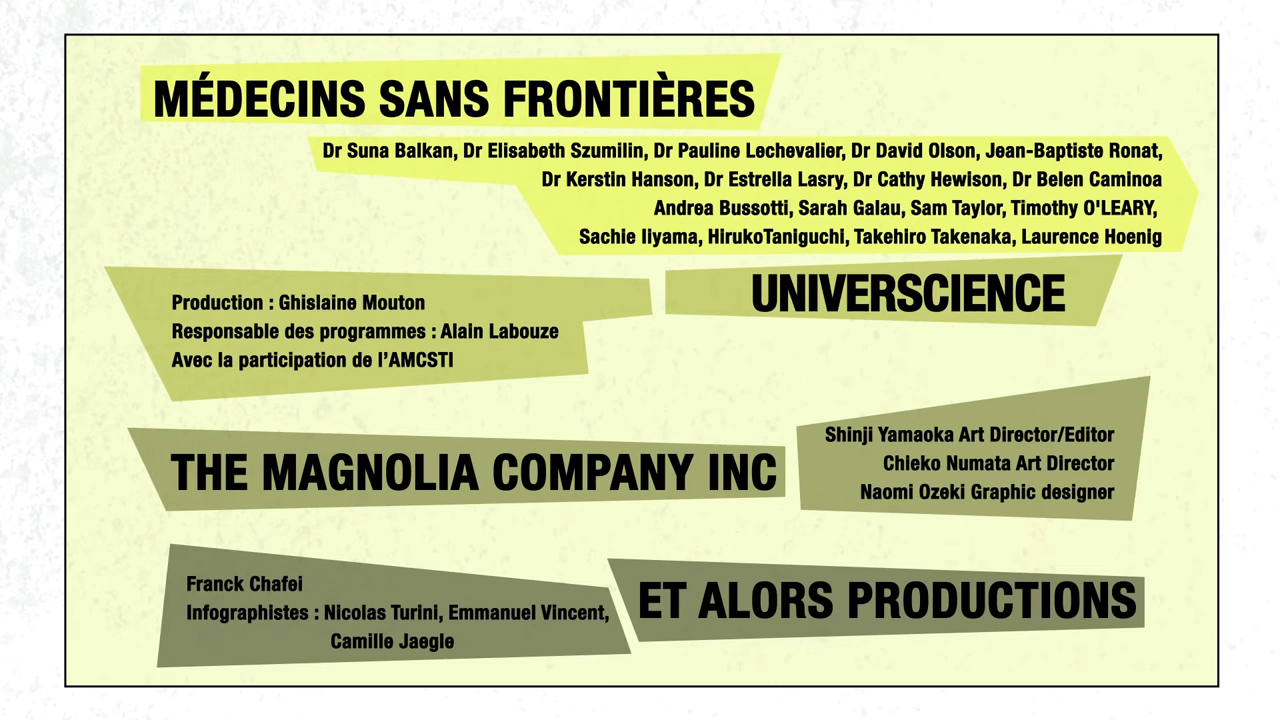 MÉDECINS SANS FRONTIÈRES
Dr Suna Balkan, Dr Elisabeth Szumilin, Dr Pauline Lechevalier, Dr David Olson, Jean-Baptiste Ronat,
Dr Kerstin Hanson, Dr Estrella Lasry, Dr Cathy Hewison, Dr Belen Caminoa
Andrea Bussotti, Sarah Galau, Sam Taylor, Timothy O'LEARY,
Sachie Iiyama, HirukoTaniguchi, Takehiro Takenaka, Laurence Hoenig
UNIVERSCIENCE
Production : Ghislaine Mouton
Responsable des programmes : Alain Labouze
Avec la participation de l’AMCSTI
THE MAGNOLIA COMPANY INC
Shinji Yamaoka Art Director/Editor
Chieko Numata Art Director
Naomi Ozeki Graphic designer
ET ALORS PRODUCTIONS
Franck Chafei
Infographistes : Nicolas Turini, Emmanuel Vincent,
Camille Jaegle